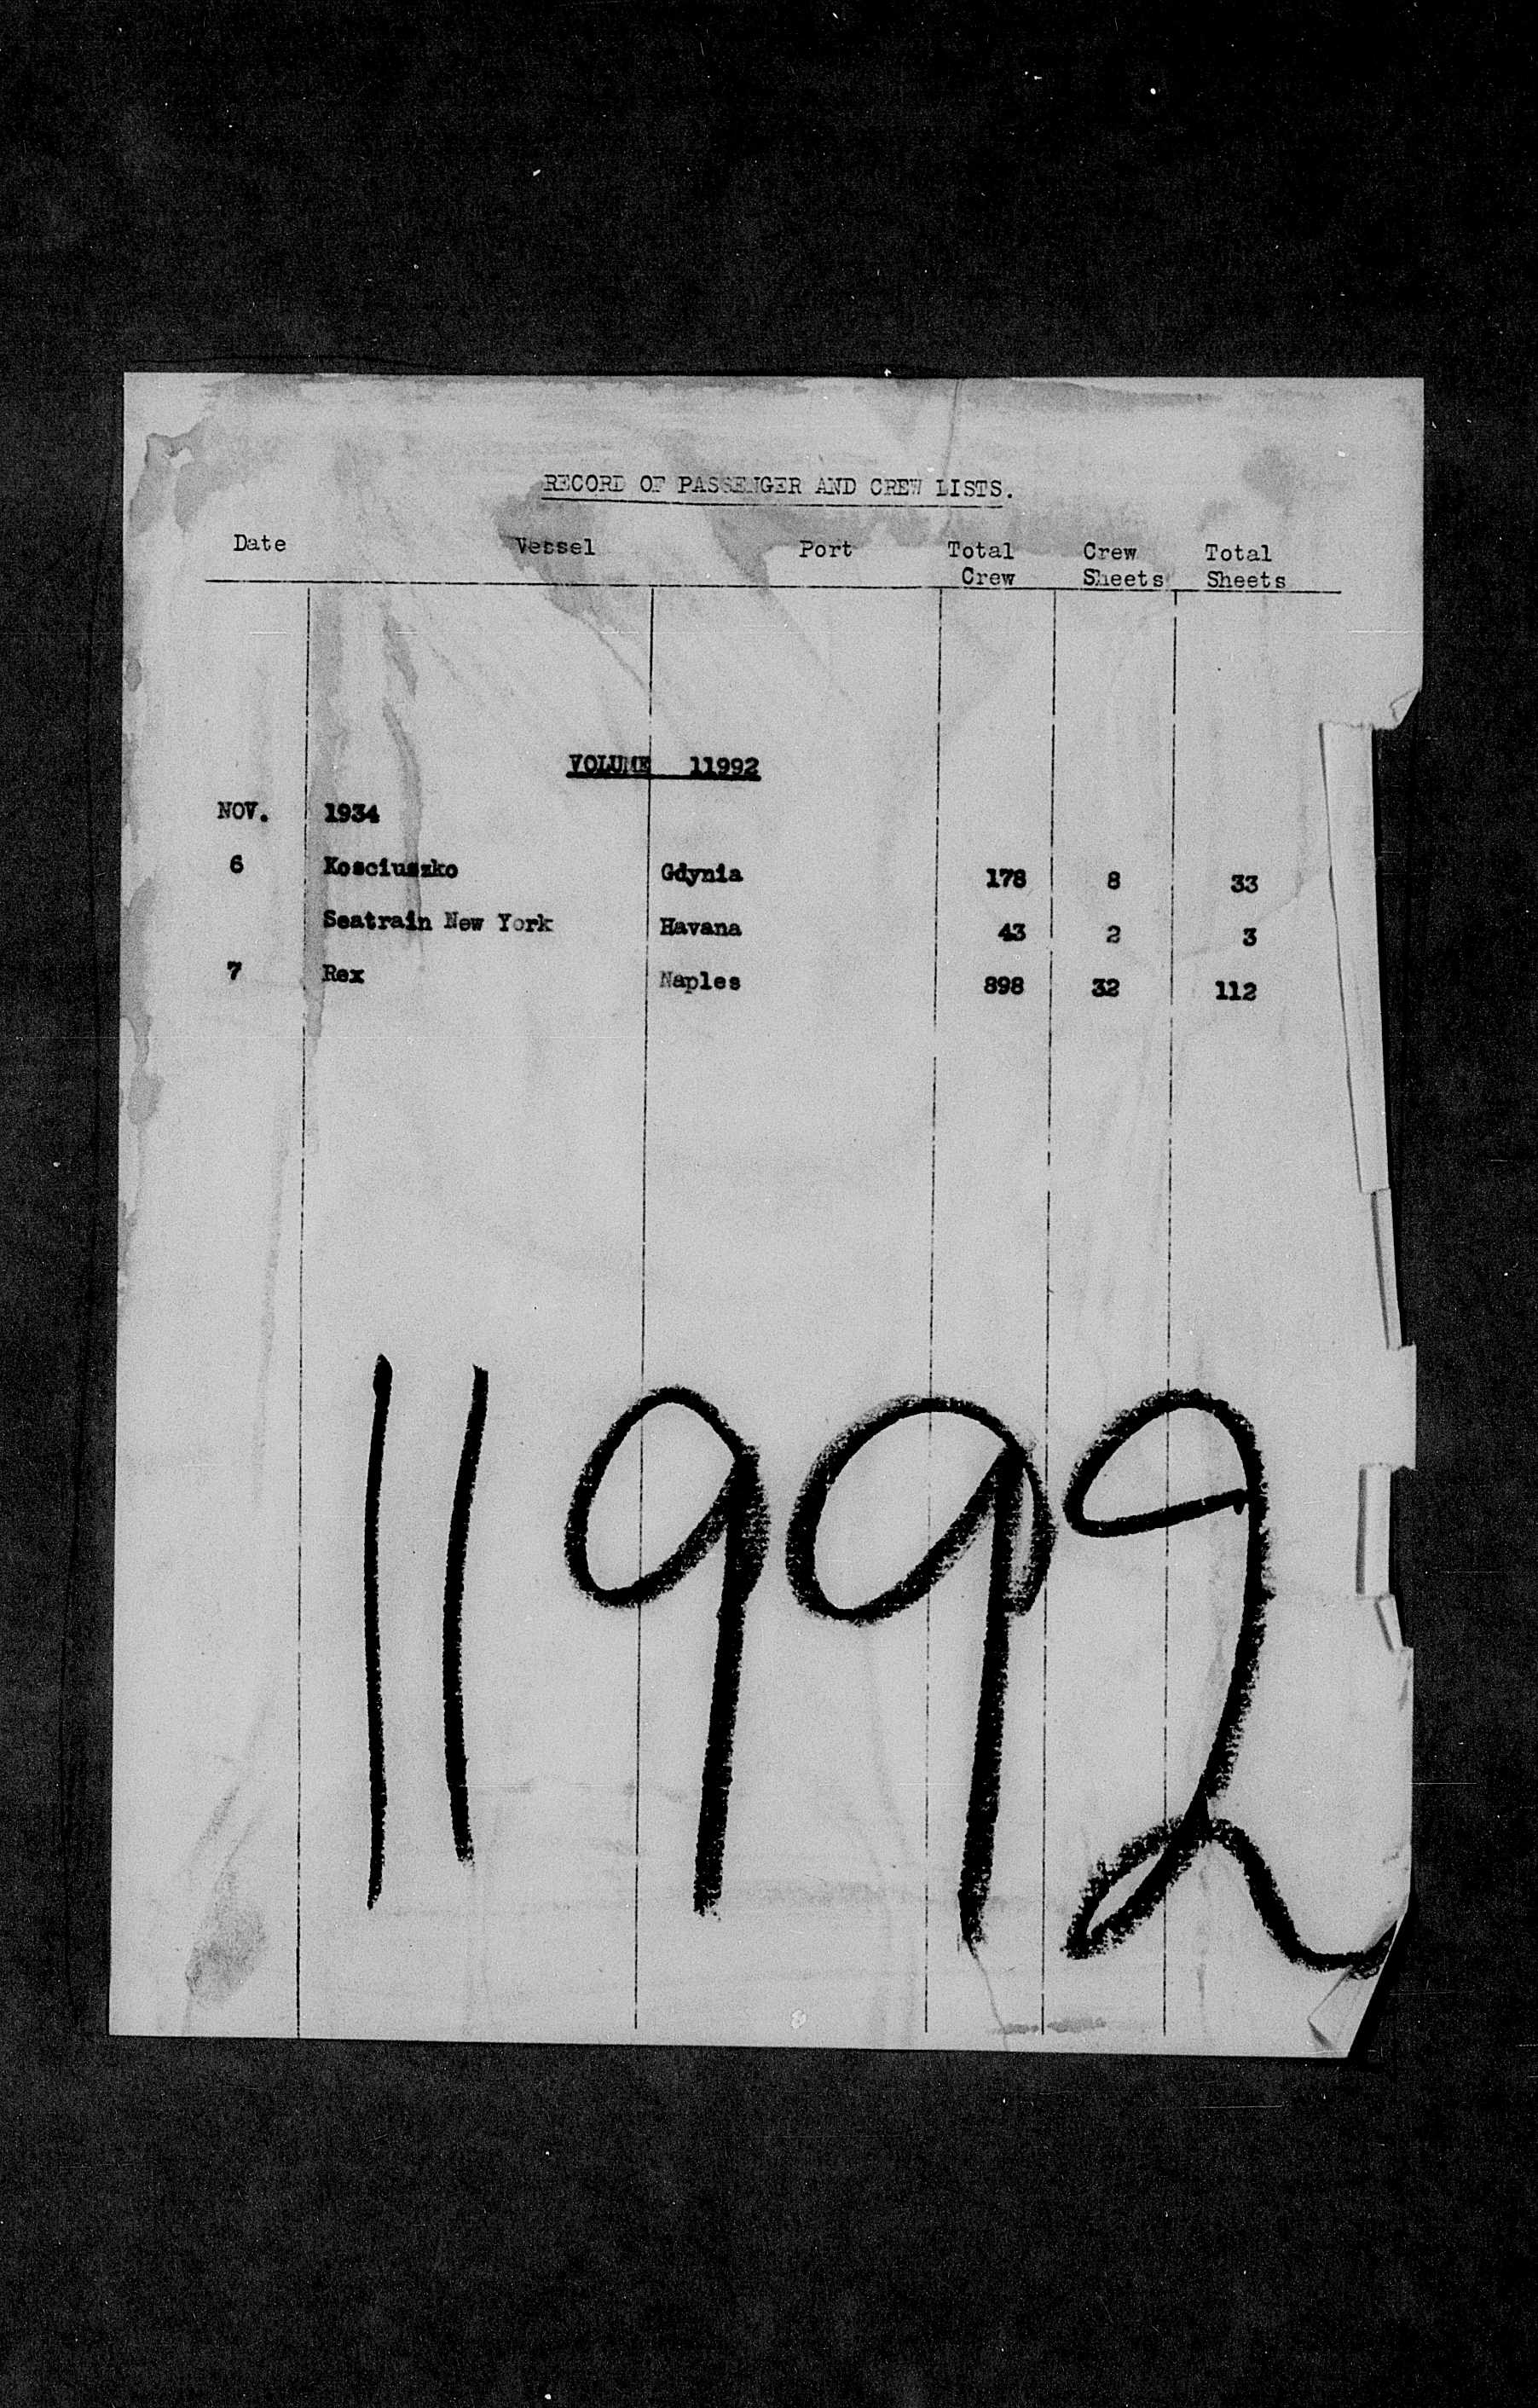 RECORD OF PASSENGER AND CREW LISTS.
Date Vessel Port Total Crew Total
Crew Sheets Sheets
VOLUME 11992
NOV. 1934
6 Kosciuszko Gdynia 178 8 33
Seatrain New York Havana 43 2 3
7 Rex Naples 898 32 112
11992